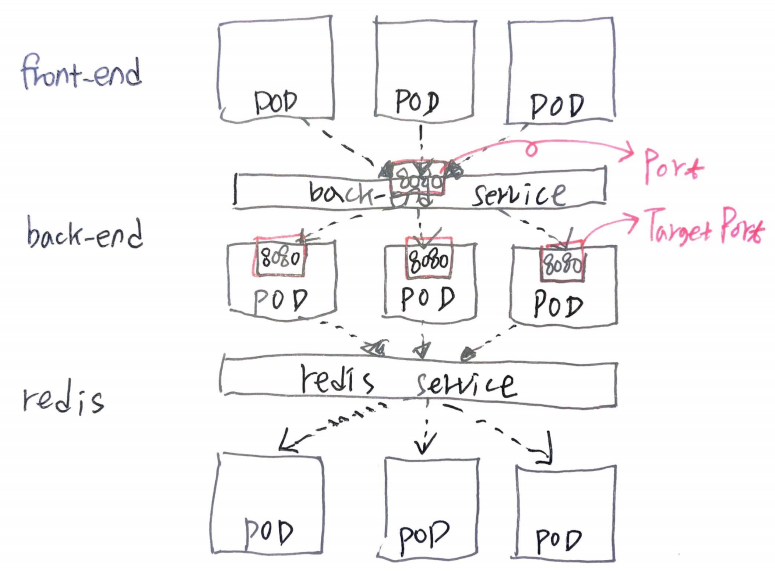 front-end
POD POD POD
8080 Port
back-end service
back-end Target Port
8080 8080 8080
POD POD POD
redis service
redis
POD POD POD